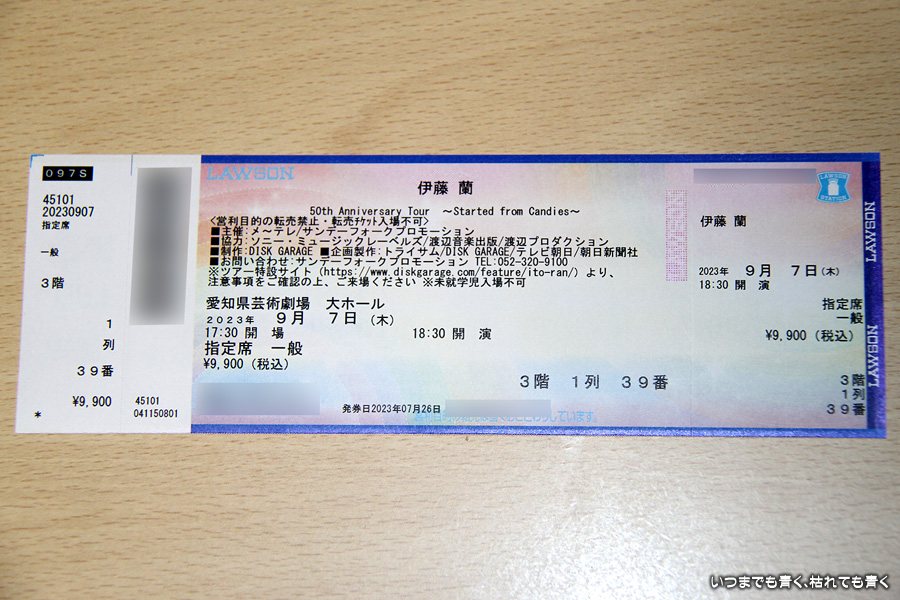 097S
45101
20230907
指定席
一般
3階
1
列
39番
¥9,900
*
45101
041150801
LAWSON
伊藤 蘭
50th Anniversary Tour ～Started from Candies～
<営利目的の転売禁止・転売ﾁｹｯﾄ入場不可>
■主催:メ～テレ/サンデーフォークプロモーション
■協力:ソニー・ミュージックレーベルズ/渡辺音楽出版/渡辺プロダクション
■制作:DISK GARAGE ■企画製作:トライサム/DISK GARAGE/テレビ朝日/朝日新聞社
■お問い合わせ:サンデーフォークプロモーション TEL:052-320-9100
※ツアー特設サイト (https://www.diskgarage.com/feature/ito-ran/) より、
注意事項をご確認の上、ご来場ください ※未就学児入場不可
愛知県芸術劇場 大ホール
2023年 9月 7日 (木)
17:30 開 場 18:30 開 演
指定席 一般
¥9,900 (税込)
3階 1列 39番
発券日2023年07月26日
しています。
LAWSON
STATION
伊藤 蘭
2023年 9月 7日 (木)
18:30 開 演
指定席
一般
¥9,900 (税込)
3階
1列
39番
LAWSON
LAWSON
いつまでも青く、枯れても青く